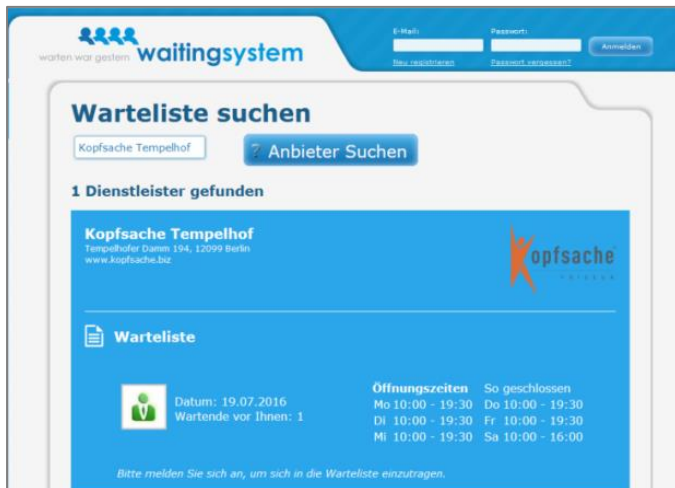 E-Mail: Passwort:
warten war gestern waitingsystem
Anmelden
Neu registrieren Passwort vergessen?
Warteliste suchen
Kopfsache Tempelhof ? Anbieter Suchen
1 Dienstleister gefunden
Kopfsache Tempelhof
Tempelhofer Damm 194, 12099 Berlin
www.kopfsache.biz
Kopfsache
Warteliste
Datum: 19.07.2016
Wartende vor Ihnen: 1
Öffnungszeiten So geschlossen
Mo 10:00 - 19:30 Do 10:00 - 19:30
Di 10:00 - 19:30 Fr 10:00 - 19:30
Mi 10:00 - 19:30 Sa 10:00 - 16:00
Bitte melden Sie sich an, um sich in die Warteliste einzutragen.